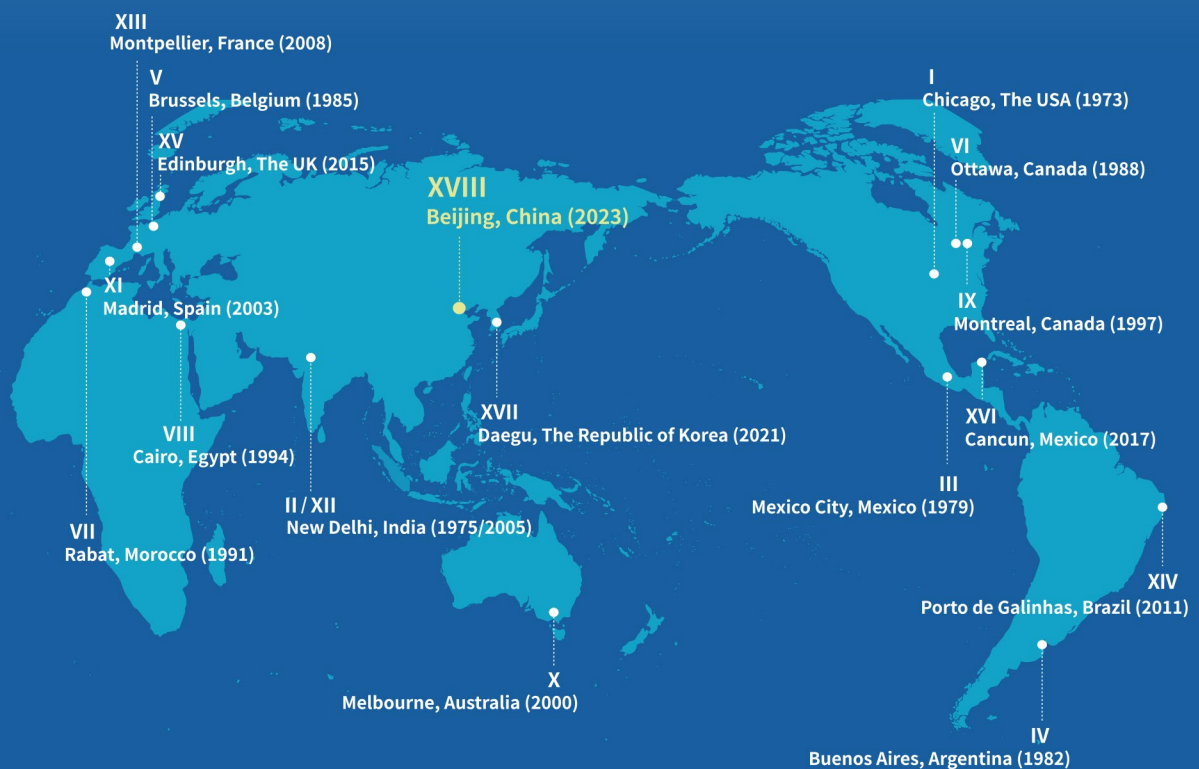 XIII
Montpellier, France (2008)
V
Brussels, Belgium (1985)
XV
Edinburgh, The UK (2015)
XVIII
Beijing, China (2023)
I
Chicago, The USA (1973)
VI
Ottawa, Canada (1988)
XI
Madrid, Spain (2003)
IX
Montreal, Canada (1997)
XVII
Daegu, The Republic of Korea (2021)
XVI
Cancun, Mexico (2017)
VIII
Cairo, Egypt (1994)
III
Mexico City, Mexico (1979)
II / XII
New Delhi, India (1975/2005)
VII
Rabat, Morocco (1991)
XIV
Porto de Galinhas, Brazil (2011)
X
Melbourne, Australia (2000)
IV
Buenos Aires, Argentina (1982)